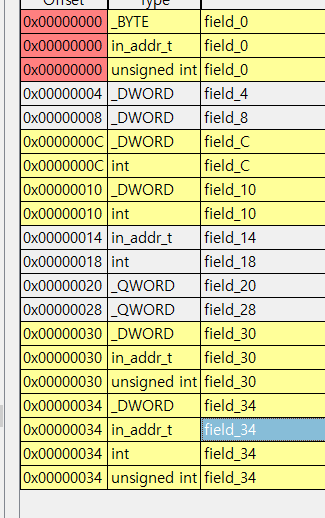 Offset Type
0x00000000 _BYTE field_0
0x00000000 in_addr_t field_0
0x00000000 unsigned int field_0
0x00000004 _DWORD field_4
0x00000008 _DWORD field_8
0x0000000C _DWORD field_C
0x0000000C int field_C
0x00000010 _DWORD field_10
0x00000010 int field_10
0x00000014 in_addr_t field_14
0x00000018 int field_18
0x00000020 _QWORD field_20
0x00000028 _QWORD field_28
0x00000030 _DWORD field_30
0x00000030 in_addr_t field_30
0x00000030 unsigned int field_30
0x00000034 _DWORD field_34
0x00000034 in_addr_t field_34
0x00000034 int field_34
0x00000034 unsigned int field_34